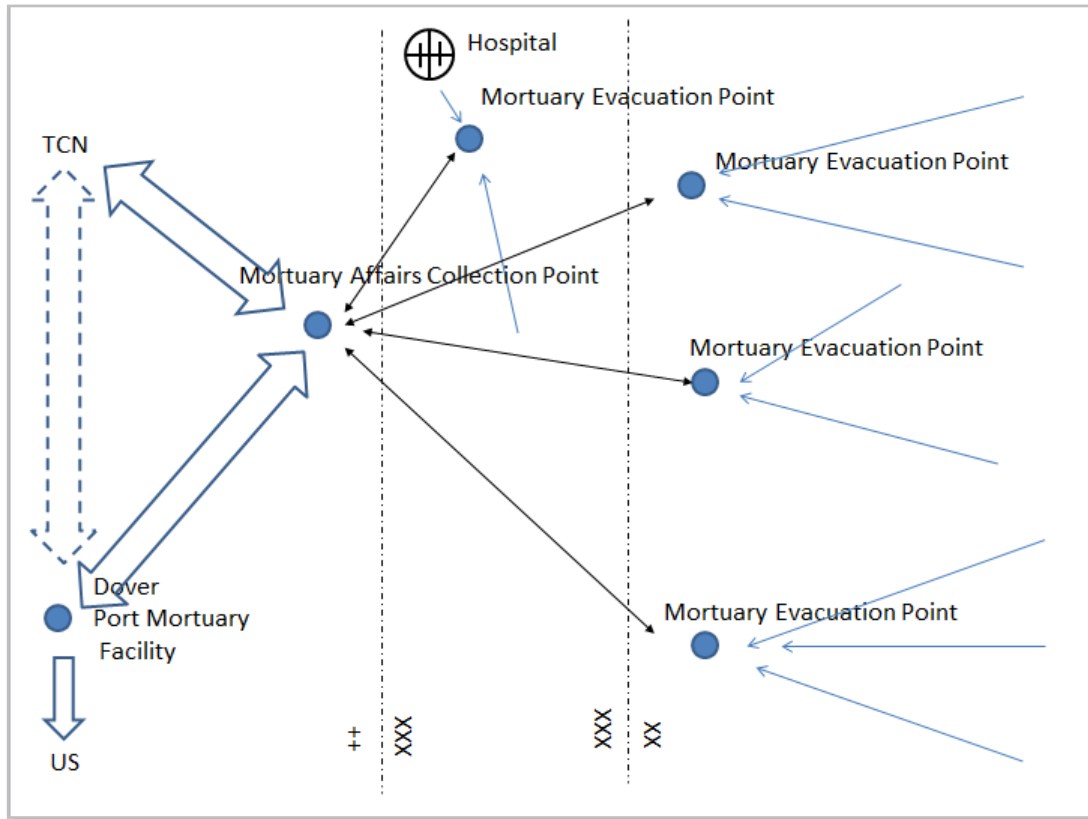 Hospital
Mortuary Evacuation Point
TCN
Mortuary Evacuation Point
Mortuary Affairs Collection Point
Mortuary Evacuation Point
Dover
Port Mortuary
Facility
Mortuary Evacuation Point
++
XXX
XXX
XX
US